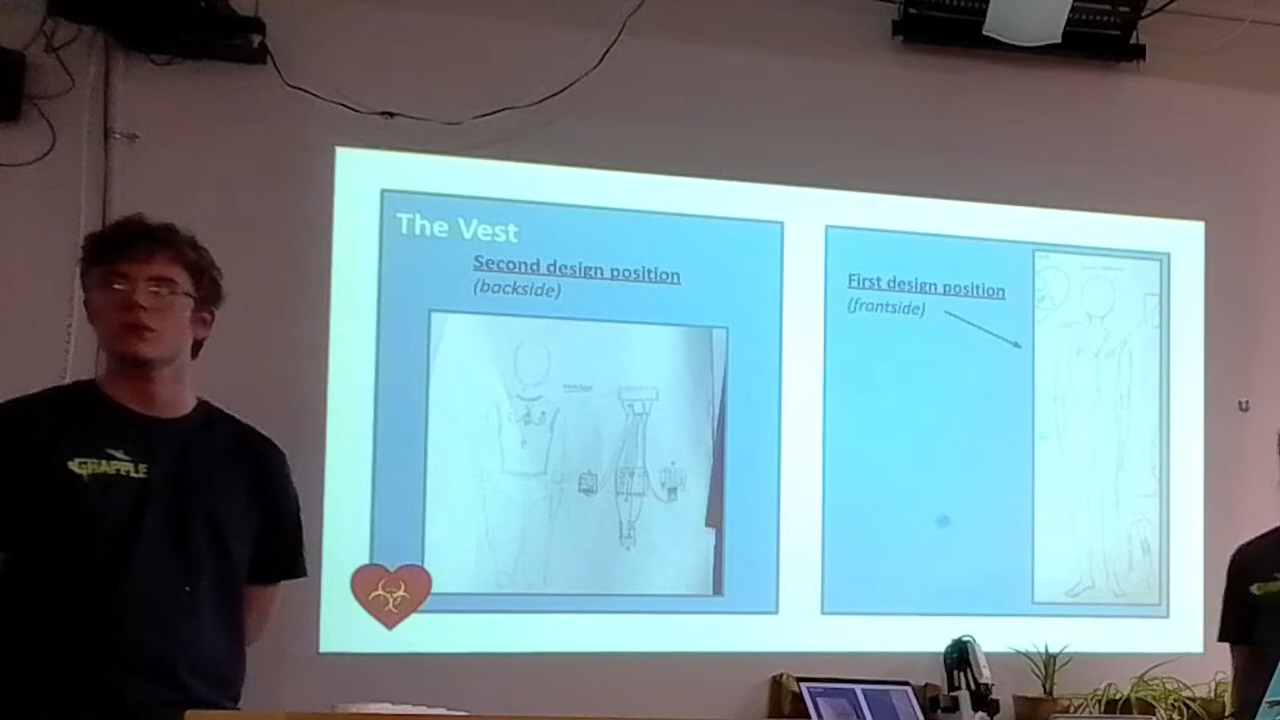 The Vest
Second design position
(backside)
First design position
(frontside)
GRAPPLE